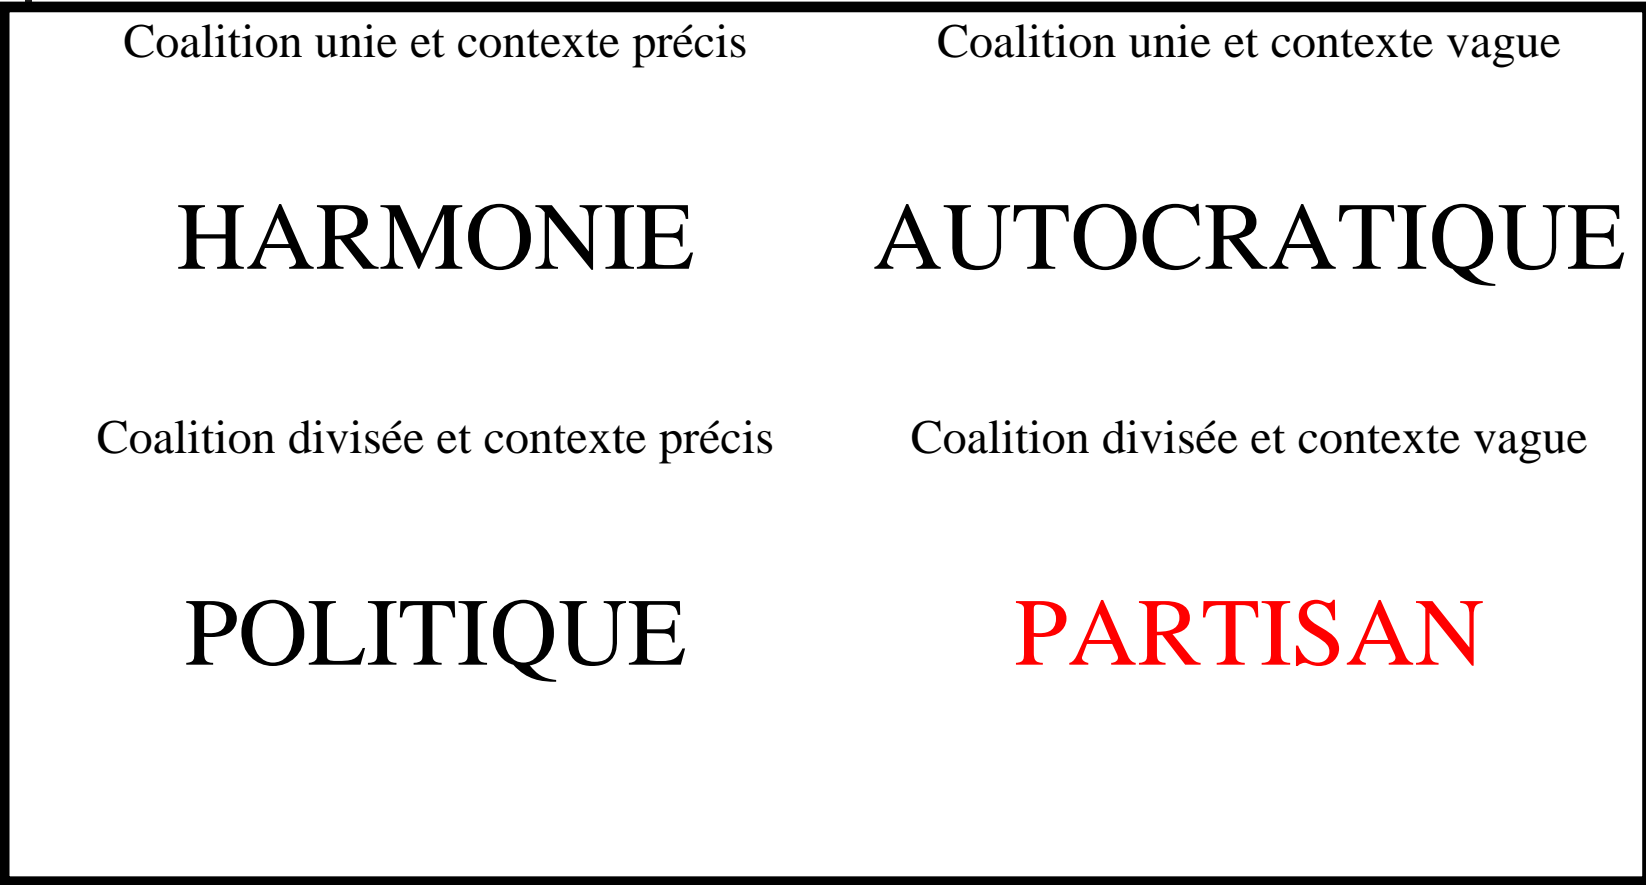 Coalition unie et contexte précis
Coalition unie et contexte vague
HARMONIE
AUTOCRATIQUE
Coalition divisée et contexte précis
Coalition divisée et contexte vague
POLITIQUE
PARTISAN